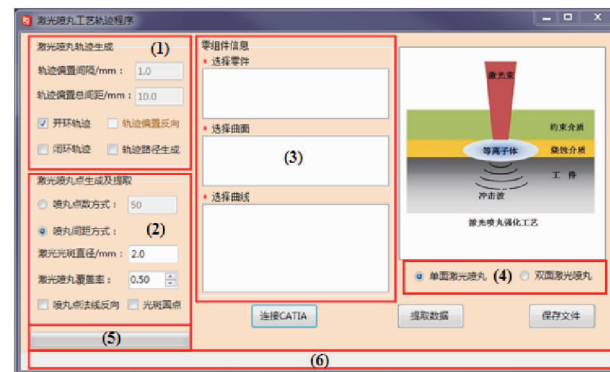 激光喷丸工艺轨迹程序
激光喷丸轨迹生成 (1)
轨迹偏置间隔/mm： 1.0
轨迹偏置总间距/mm： 10.0
开环轨迹 轨迹偏置反向
闭环轨迹 轨迹路径生成
激光喷丸点生成及提取
喷丸点数方式： 50
喷丸间距方式： (2)
激光光斑直径/mm： 2.0
激光喷丸覆盖率： 0.50
喷丸点法线反向 光斑圆点
(5)
零组件信息
* 选择零件
* 选择曲面
(3)
* 选择曲线
激光束
约束介质
等离子体 烧蚀介质
工 件
冲击波
激光喷丸强化工艺
单面激光喷丸 (4) 双面激光喷丸
连接CATIA 提取数据 保存文件
(6)